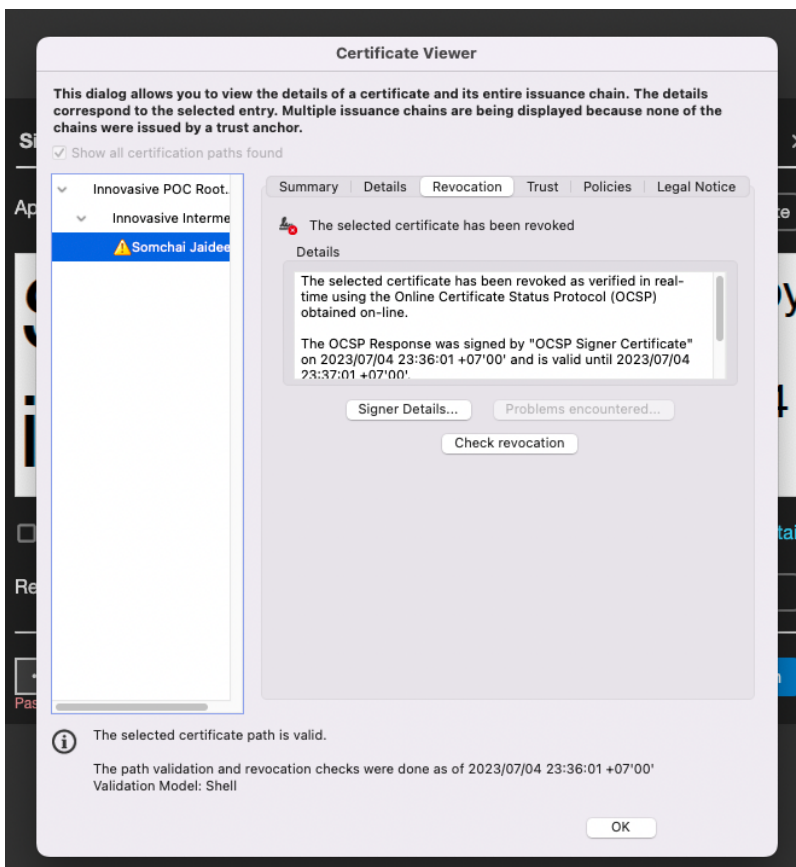 Certificate Viewer
This dialog allows you to view the details of a certificate and its entire issuance chain. The details
correspond to the selected entry. Multiple issuance chains are being displayed because none of the
chains were issued by a trust anchor.
Show all certification paths found
Innovasive POC Root.
Innovasive Interme
Somchai Jaidee
Summary Details Revocation Trust Policies Legal Notice
The selected certificate has been revoked
Details
The selected certificate has been revoked as verified in real-
time using the Online Certificate Status Protocol (OCSP)
obtained on-line.
The OCSP Response was signed by "OCSP Signer Certificate"
on 2023/07/04 23:36:01 +07'00' and is valid until 2023/07/04
23:37:01 +07'00'.
Signer Details... Problems encountered...
Check revocation
The selected certificate path is valid.
The path validation and revocation checks were done as of 2023/07/04 23:36:01 +07'00'
Validation Model: Shell
OK